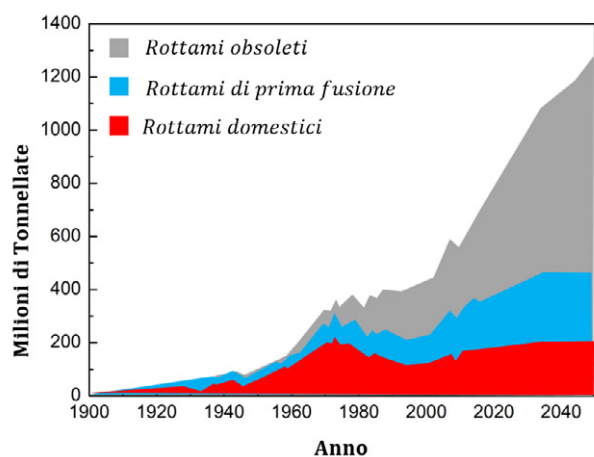 1400
1200
1000
800
600
400
200
0
Milioni di Tonnellate
Rottami obsoleti
Rottami di prima fusione
Rottami domestici
1900 1920 1940 1960 1980 2000 2020 2040
Anno